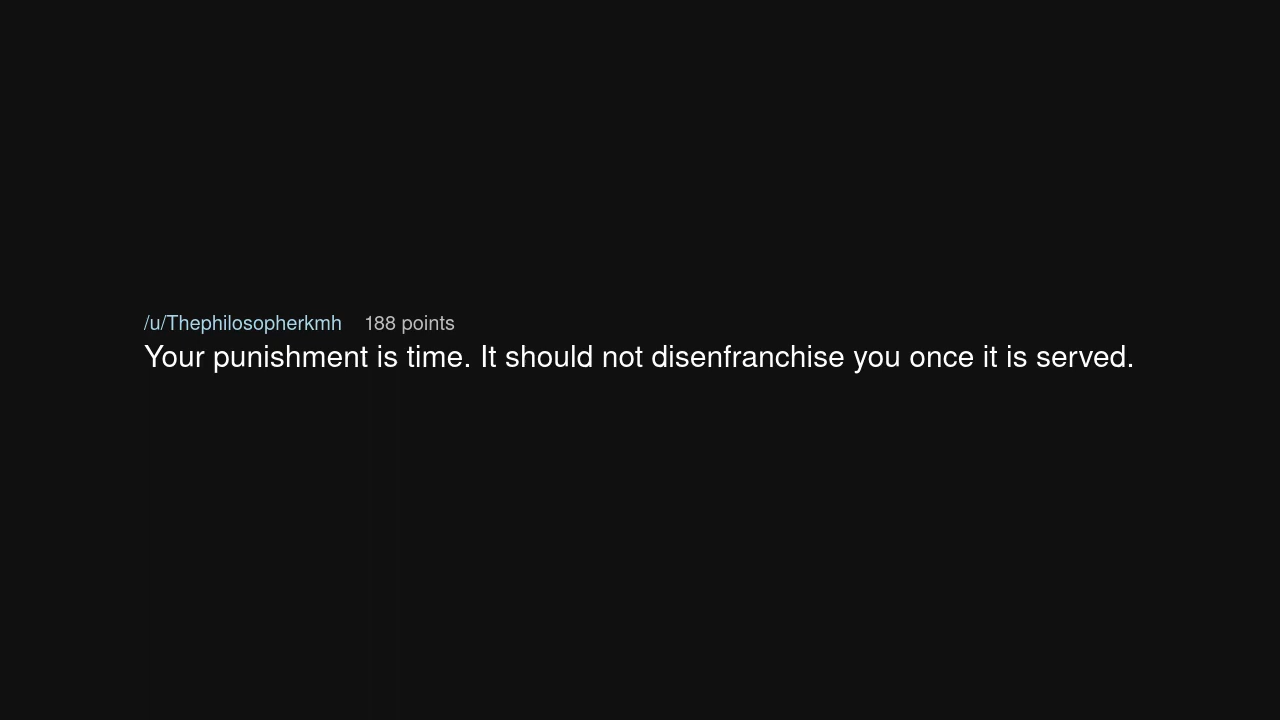 /u/Thephilosopherkmh 188 points
Your punishment is time. It should not disenfranchise you once it is served.